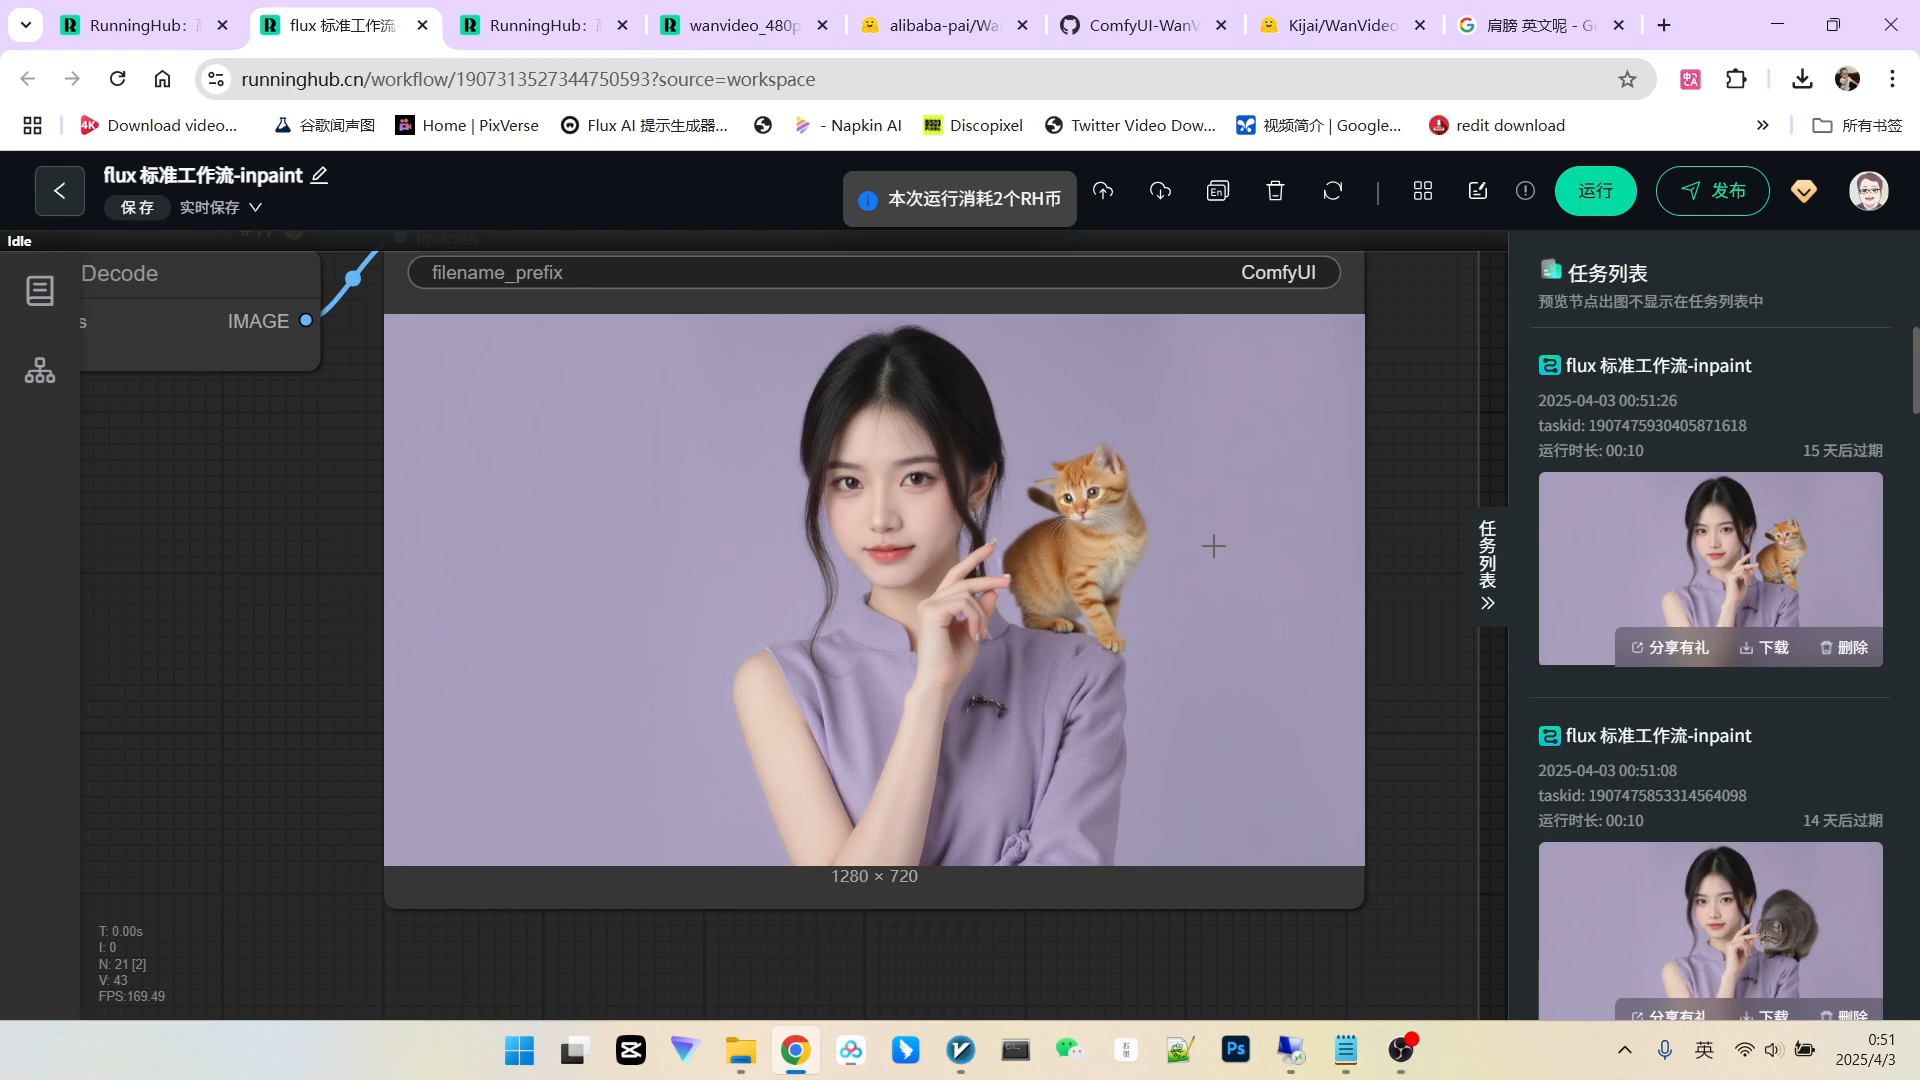 RunningHub：
flux 标准工作流-
RunningHub：
wanvideo_480p
alibaba-pai/Wa
ComfyUI-WanV
Kijai/WanVideo
肩膀 英文呢 - G
runninghub.cn/workflow/1907313527344750593?source=workspace
Download video...
谷歌闻声图
Home | PixVerse
Flux AI 提示生成器...
- Napkin AI
Discopixel
Twitter Video Dow...
视频简介 | Google...
redit download
所有书签
flux 标准工作流-inpaint
保存
实时保存
本次运行消耗2个RH币
运行
发布
Idle
images
Decode
s
IMAGE
filename_prefix
ComfyUI
1280 × 720
T: 0.00s
I: 0
N: 21 [2]
V: 43
FPS:169.49
任务列表
任务列表
预览节点出图不显示在任务列表中
flux 标准工作流-inpaint
2025-04-03 00:51:26
taskid: 1907475930405871618
运行时长: 00:10
15 天后过期
分享有礼
下载
删除
flux 标准工作流-inpaint
2025-04-03 00:51:08
taskid: 1907475853314564098
运行时长: 00:10
14 天后过期
分享有礼
下载
删除
Ps
英
0:51
2025/4/3